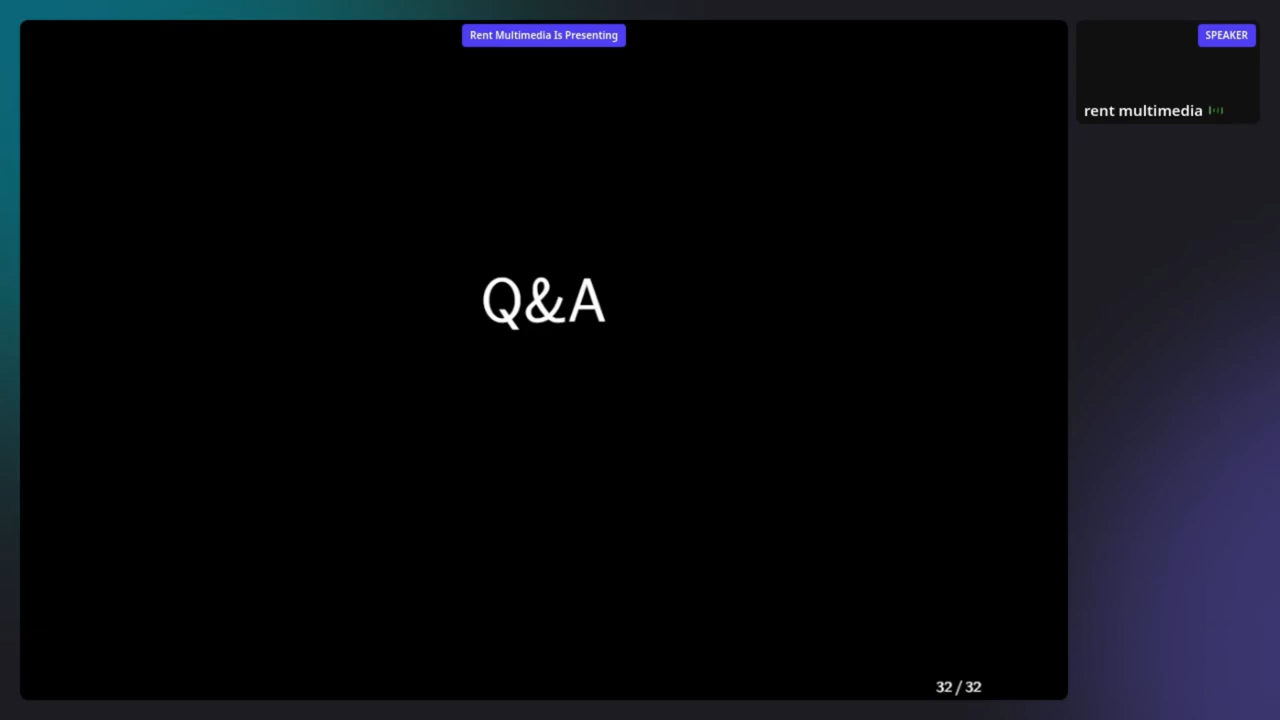 Rent Multimedia Is Presenting
SPEAKER
rent multimedia
Q&A
32 / 32